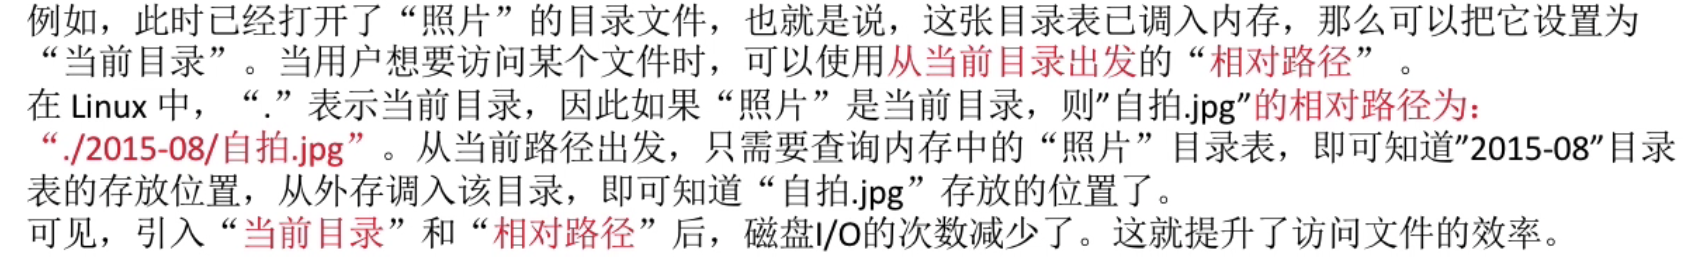 例如，此时已经打开了“照片”的目录文件，也就是说，这张目录表已调入内存，那么可以把它设置为
“当前目录”。当用户想要访问某个文件时，可以使用从当前目录出发的“相对路径” 。
在 Linux 中，“.”表示当前目录，因此如果“照片”是当前目录，则”自拍.jpg”的相对路径为：
“./2015-08/自拍.jpg”。从当前路径出发，只需要查询内存中的“照片”目录表，即可知道”2015-08”目录
表的存放位置，从外存调入该目录，即可知道“自拍.jpg”存放的位置了。
可见，引入“当前目录”和“相对路径”后，磁盘I/O的次数减少了。这就提升了访问文件的效率。